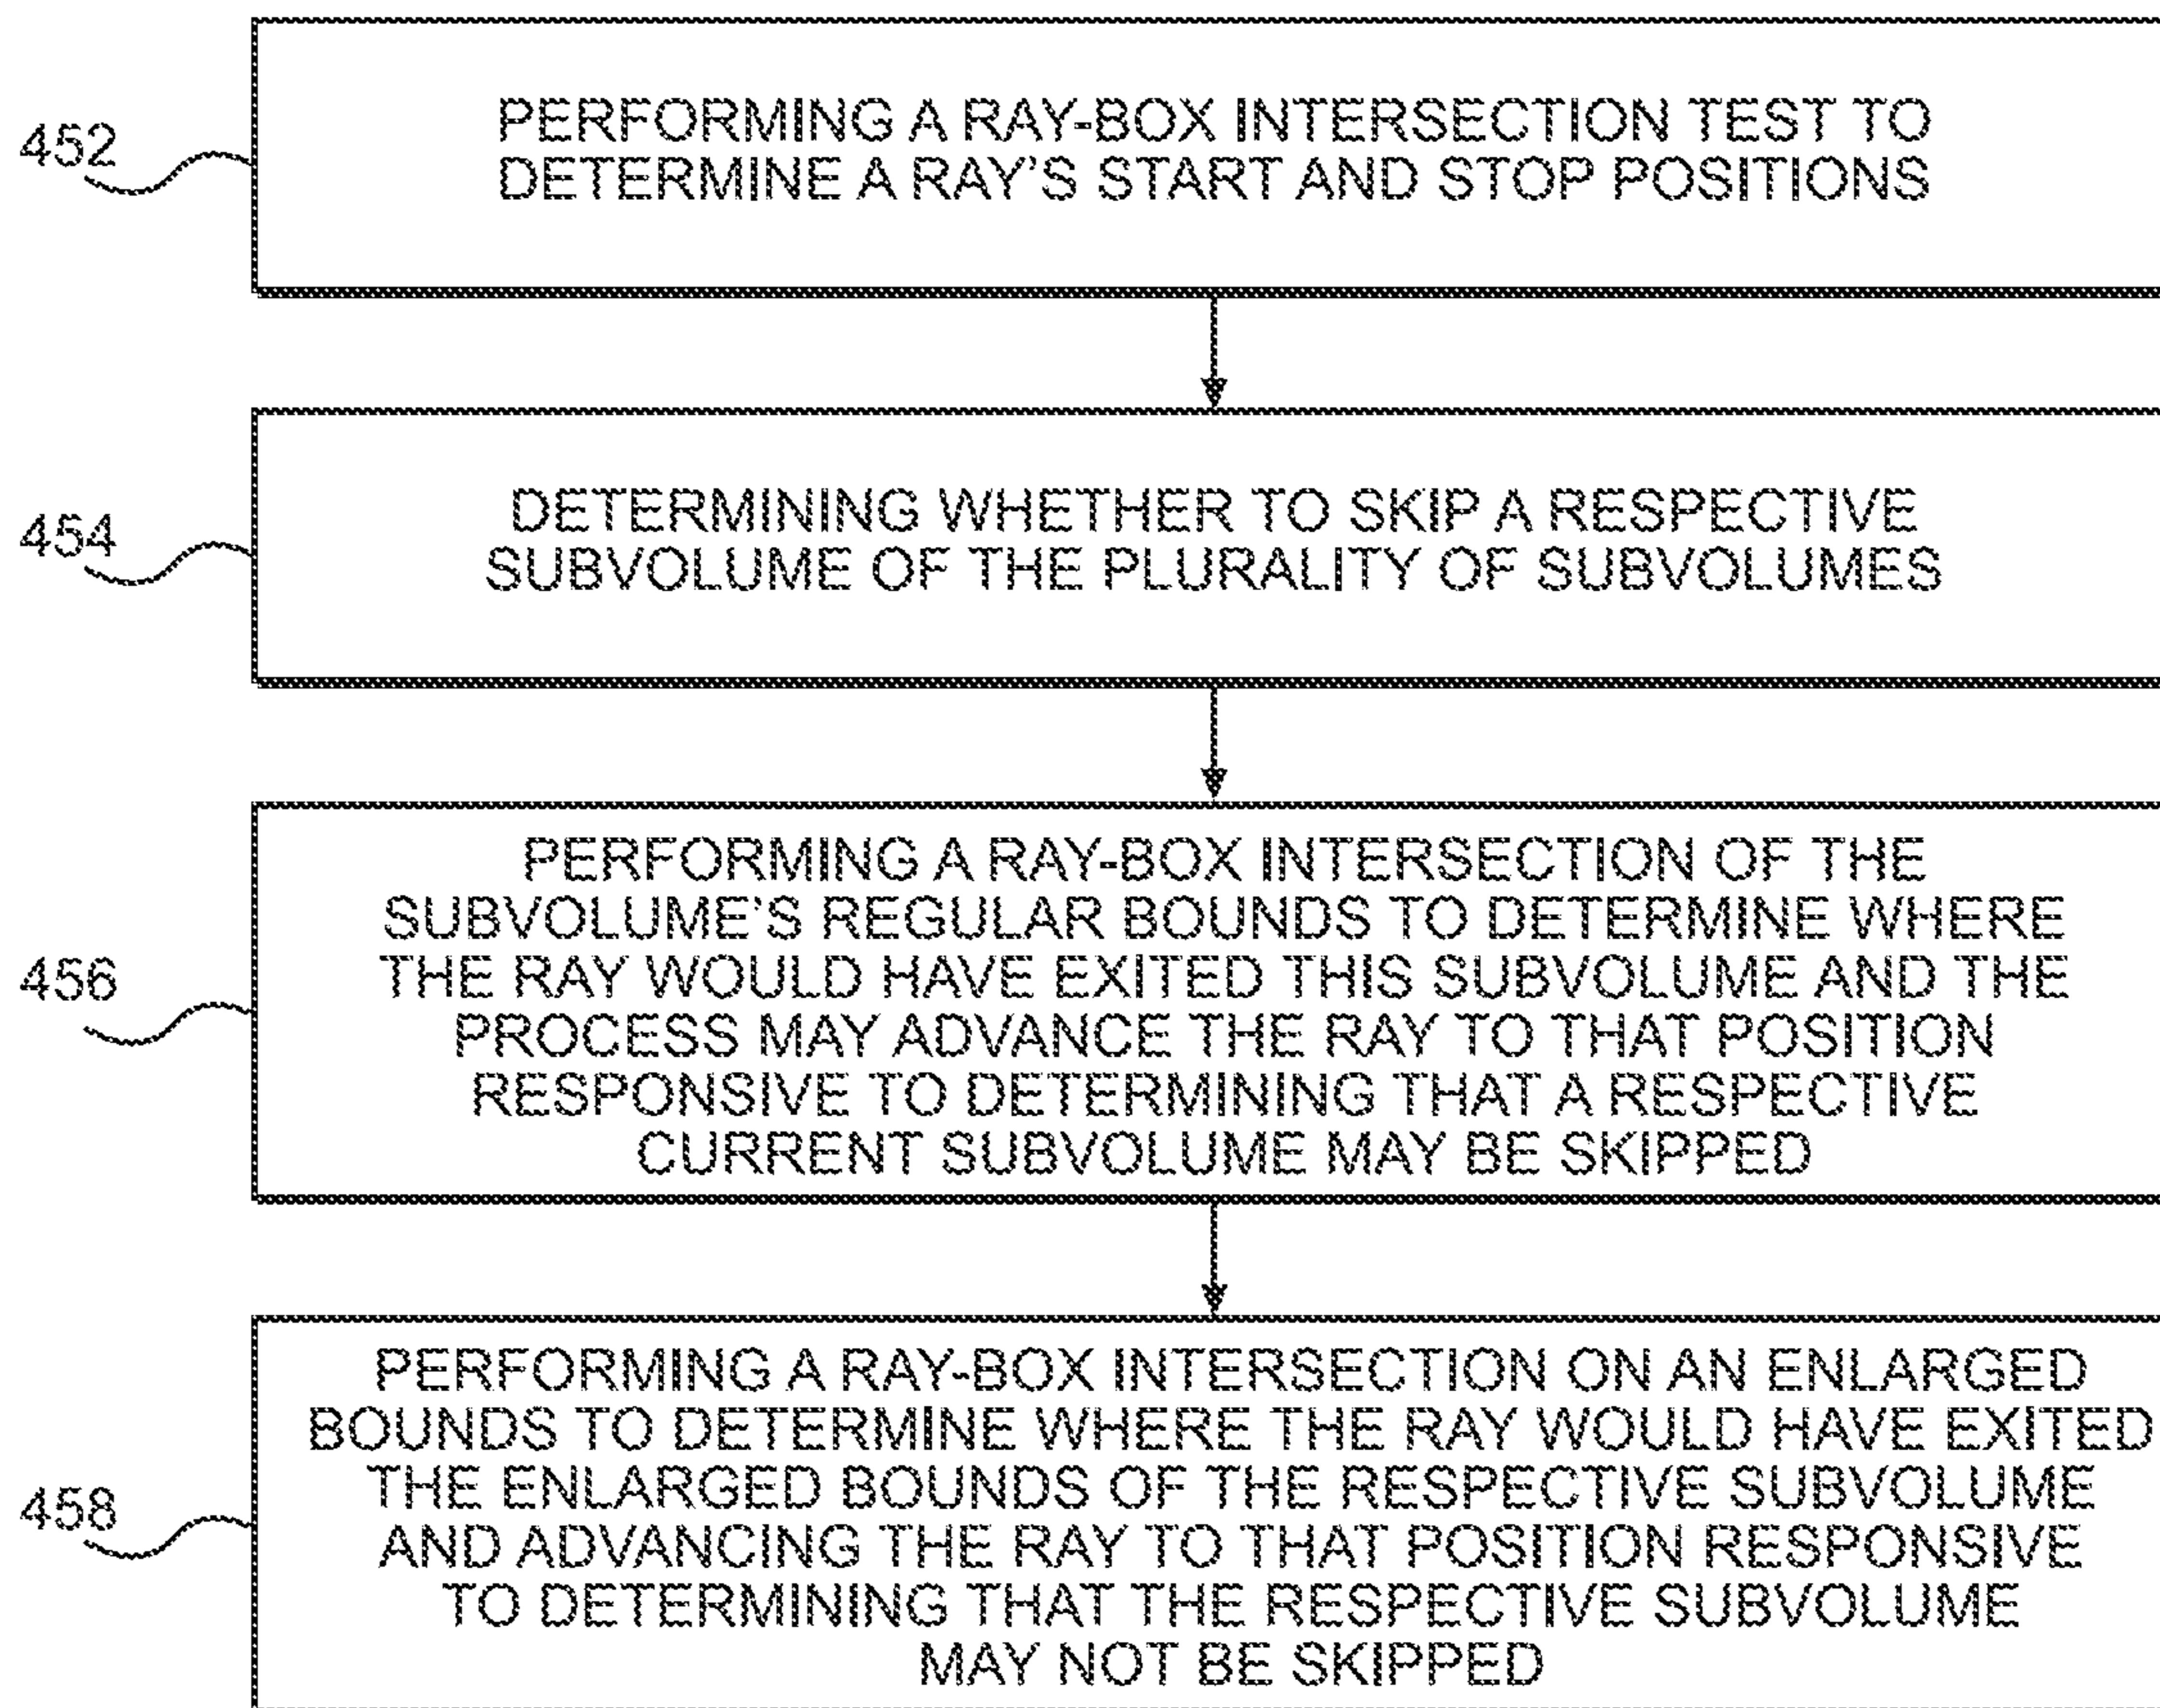 452
PERFORMING A RAY-BOX INTERSECTION TEST TO
DETERMINE A RAY'S START AND STOP POSITIONS
454
DETERMINING WHETHER TO SKIP A RESPECTIVE
SUBVOLUME OF THE PLURALITY OF SUBVOLUMES
456
PERFORMING A RAY-BOX INTERSECTION OF THE
SUBVOLUME'S REGULAR BOUNDS TO DETERMINE WHERE
THE RAY WOULD HAVE EXITED THIS SUBVOLUME AND THE
PROCESS MAY ADVANCE THE RAY TO THAT POSITION
RESPONSIVE TO DETERMINING THAT A RESPECTIVE
CURRENT SUBVOLUME MAY BE SKIPPED
458
PERFORMING A RAY-BOX INTERSECTION ON AN ENLARGED
BOUNDS TO DETERMINE WHERE THE RAY WOULD HAVE EXITED
THE ENLARGED BOUNDS OF THE RESPECTIVE SUBVOLUME
AND ADVANCING THE RAY TO THAT POSITION RESPONSIVE
TO DETERMINING THAT THE RESPECTIVE SUBVOLUME
MAY NOT BE SKIPPED